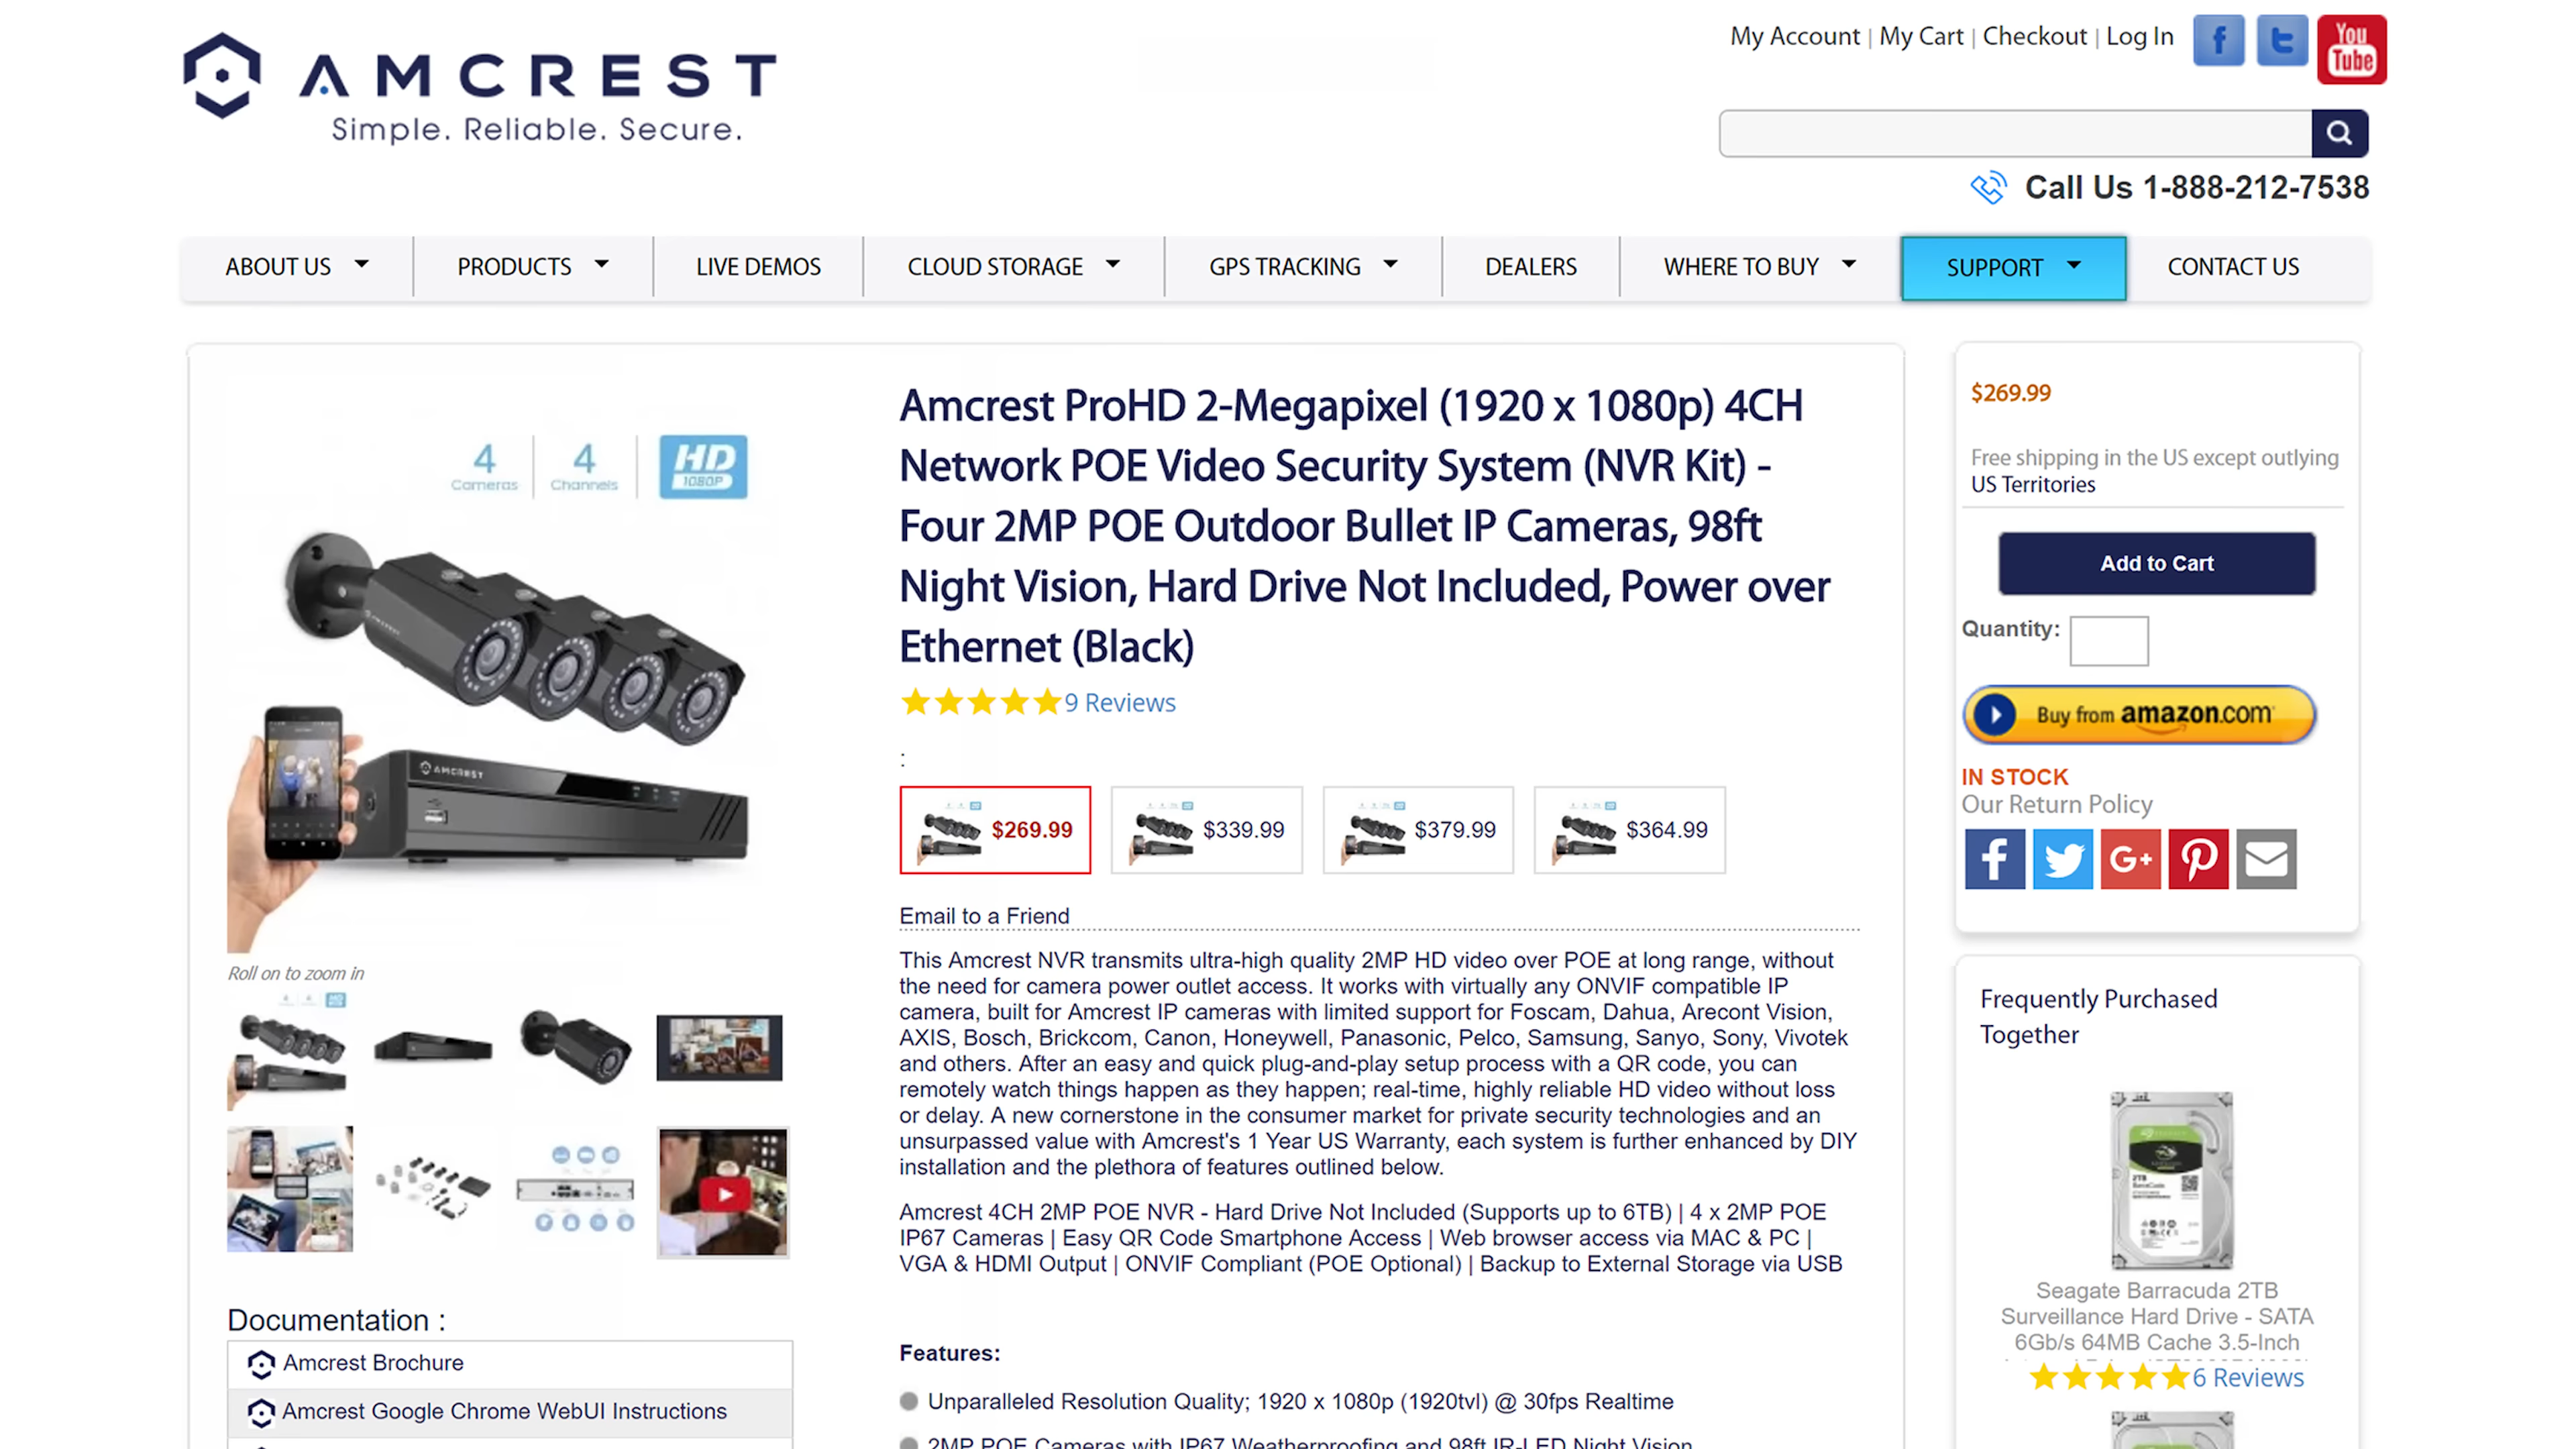 AMCREST
Simple. Reliable. Secure.
My Account | My Cart | Checkout | Log In
You
Tube
Call Us 1-888-212-7538
ABOUT US
PRODUCTS
LIVE DEMOS
CLOUD STORAGE
GPS TRACKING
DEALERS
WHERE TO BUY
SUPPORT
CONTACT US
4
Cameras
4
Channels
HD
1080P
AMCREST
Roll on to zoom in
Documentation :
Amcrest Brochure
Amcrest Google Chrome WebUI Instructions
Amcrest ProHD 2-Megapixel (1920 x 1080p) 4CH
Network POE Video Security System (NVR Kit) -
Four 2MP POE Outdoor Bullet IP Cameras, 98ft
Night Vision, Hard Drive Not Included, Power over
Ethernet (Black)
9 Reviews
:
$269.99
$339.99
$379.99
$364.99
Email to a Friend
This Amcrest NVR transmits ultra-high quality 2MP HD video over POE at long range, without
the need for camera power outlet access. It works with virtually any ONVIF compatible IP
camera, built for Amcrest IP cameras with limited support for Foscam, Dahua, Arecont Vision,
AXIS, Bosch, Brickcom, Canon, Honeywell, Panasonic, Pelco, Samsung, Sanyo, Sony, Vivotek
and others. After an easy and quick plug-and-play setup process with a QR code, you can
remotely watch things happen as they happen; real-time, highly reliable HD video without loss
or delay. A new cornerstone in the consumer market for private security technologies and an
unsurpassed value with Amcrest's 1 Year US Warranty, each system is further enhanced by DIY
installation and the plethora of features outlined below.
Amcrest 4CH 2MP POE NVR - Hard Drive Not Included (Supports up to 6TB) | 4 x 2MP POE
IP67 Cameras | Easy QR Code Smartphone Access | Web browser access via MAC & PC |
VGA & HDMI Output | ONVIF Compliant (POE Optional) | Backup to External Storage via USB
Features:
Unparalleled Resolution Quality; 1920 x 1080p (1920tvl) @ 30fps Realtime
2MP POE Cameras with IP67 Weatherproofing and 98ft IR-LED Night Vision
$269.99
Free shipping in the US except outlying
US Territories
Add to Cart
Quantity:
Buy from amazon.com
IN STOCK
Our Return Policy
G+
Frequently Purchased
Together
Seagate Barracuda 2TB
Surveillance Hard Drive - SATA
6Gb/s 64MB Cache 3.5-Inch
6 Reviews